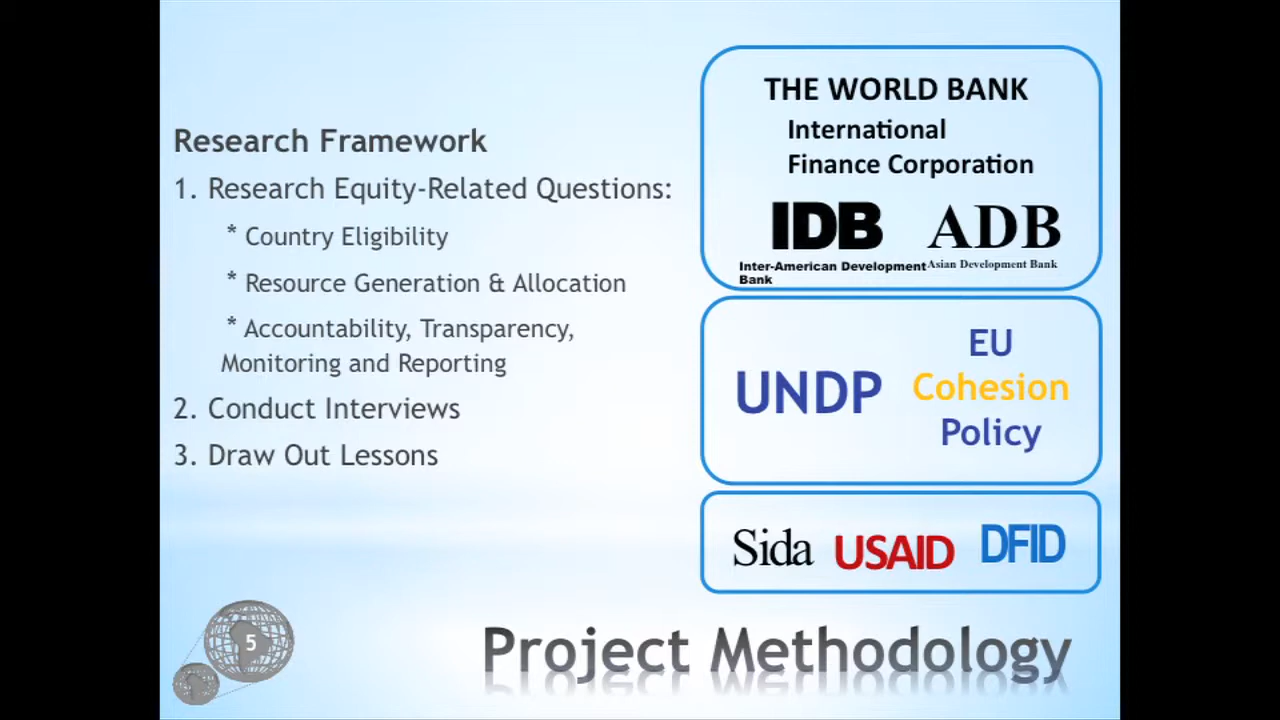 Research Framework
1. Research Equity-Related Questions:
* Country Eligibility
* Resource Generation & Allocation
* Accountability, Transparency,
Monitoring and Reporting
2. Conduct Interviews
3. Draw Out Lessons
THE WORLD BANK
International
Finance Corporation
IDB
Inter-American Development
Bank
ADB
Asian Development Bank
UNDP
EU
Cohesion
Policy
Sida USAID DFID
5
Project Methodology